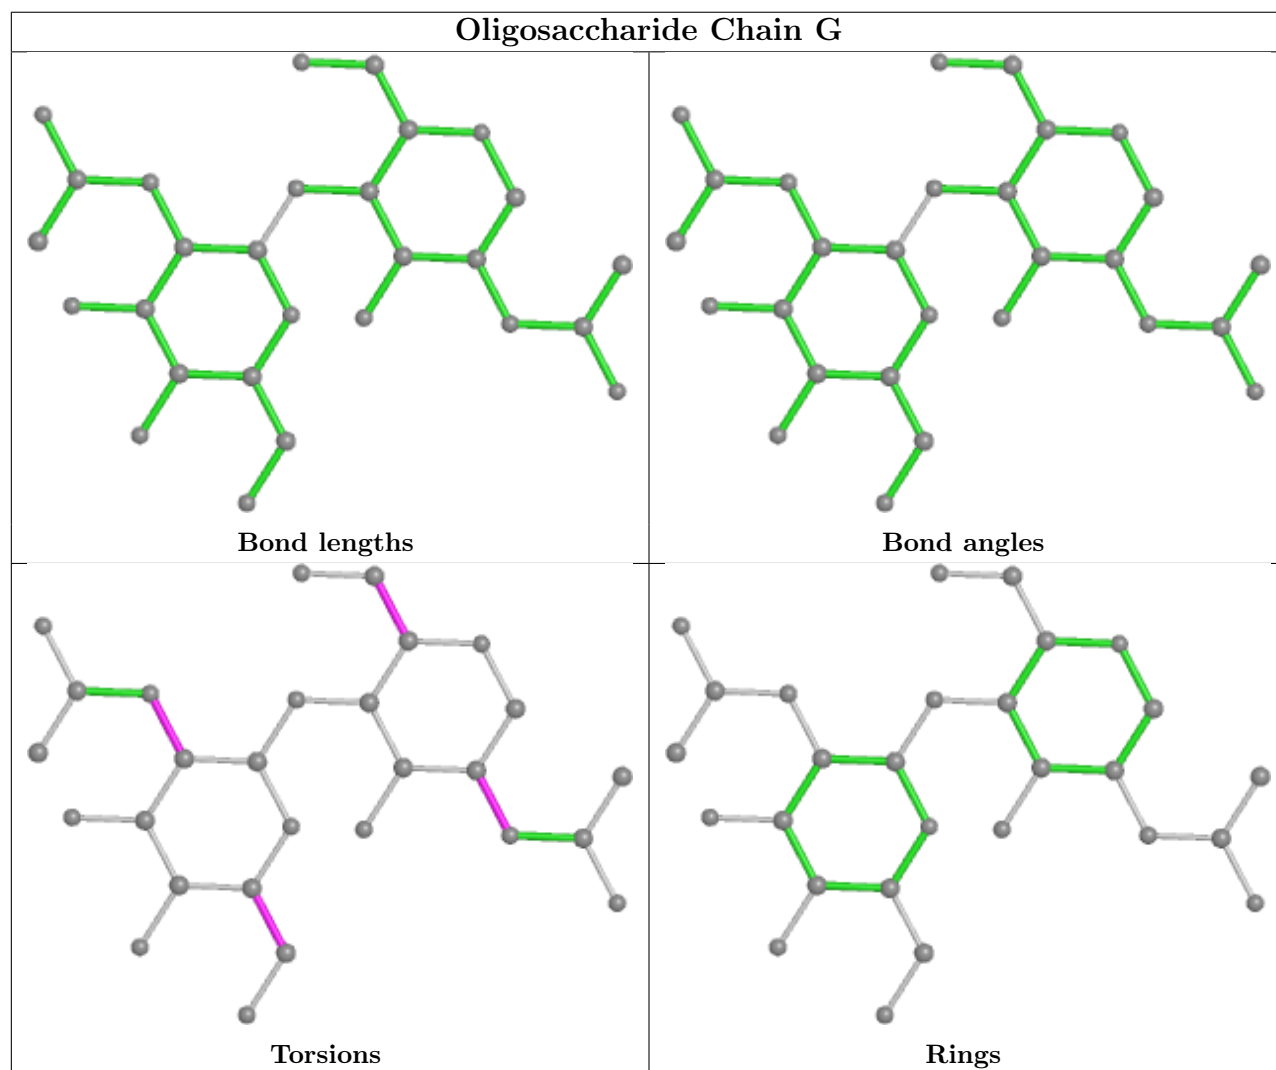 Oligosaccharide Chain G
Bond lengths
Bond angles
Torsions
Rings